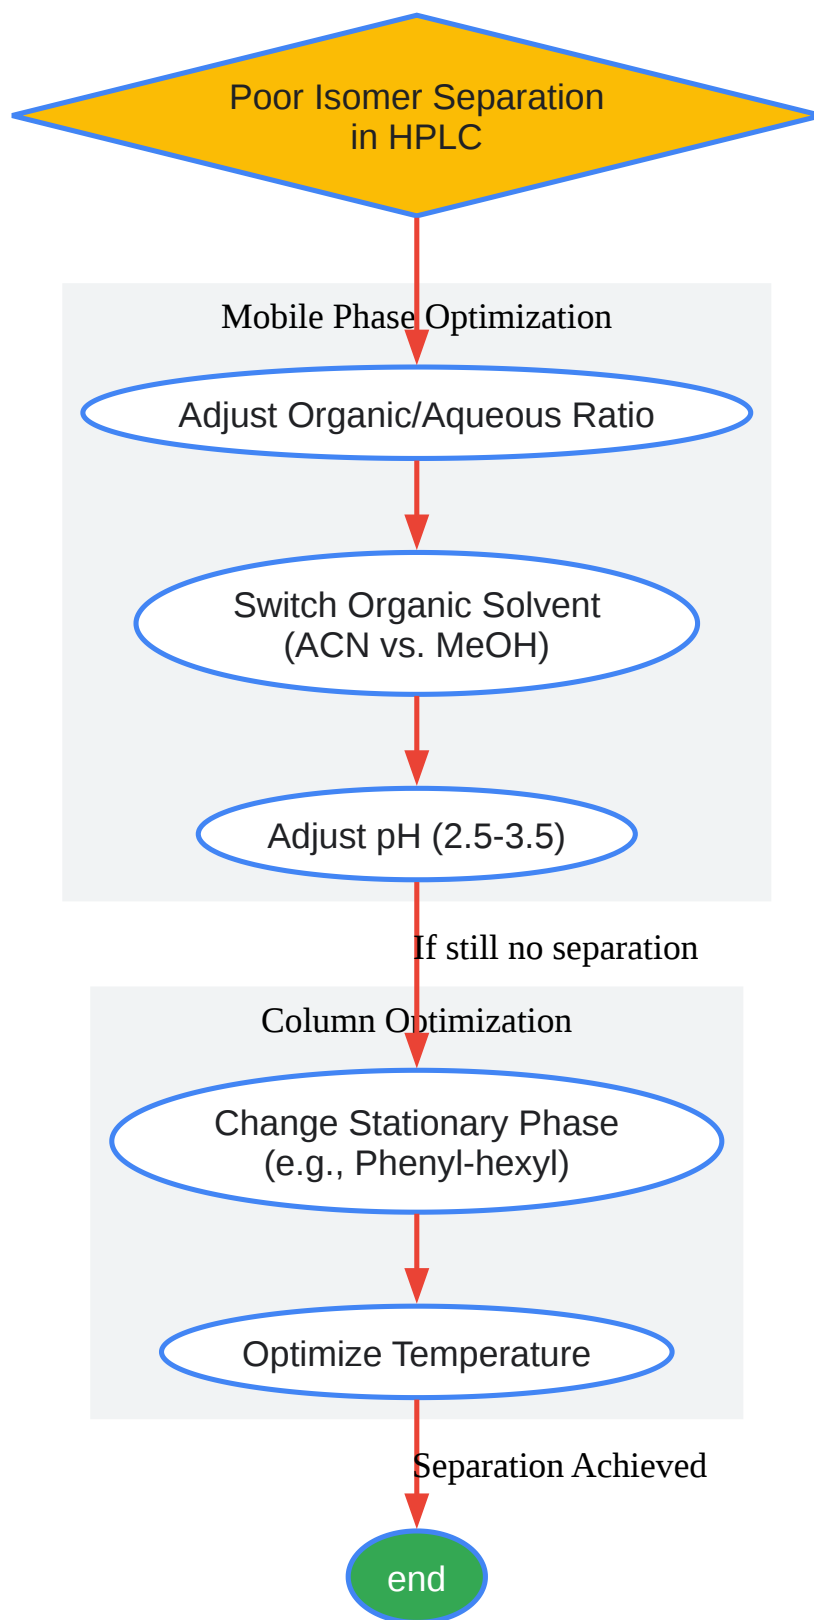 Poor Isomer Separation
in HPLC
Mobile Phase Optimization
Adjust Organic/Aqueous Ratio
Switch Organic Solvent
(ACN vs. MeOH)
Adjust pH (2.5-3.5)
If still no separation
Column Optimization
Change Stationary Phase
(e.g., Phenyl-hexyl)
Optimize Temperature
Separation Achieved
end